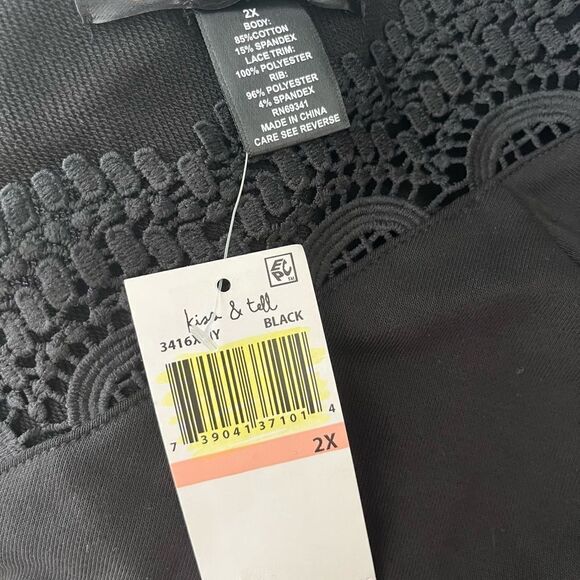 2X
BODY:
85%COTTON
15% SPANDEX
LACE TRIM:
100% POLYESTER
RIB:
96% POLYESTER
4% SPANDEX
RN69341
MADE IN CHINA
CARE SEE REVERSE
EPC
kiss & tell
BLACK
7 39041 37101 4
2X